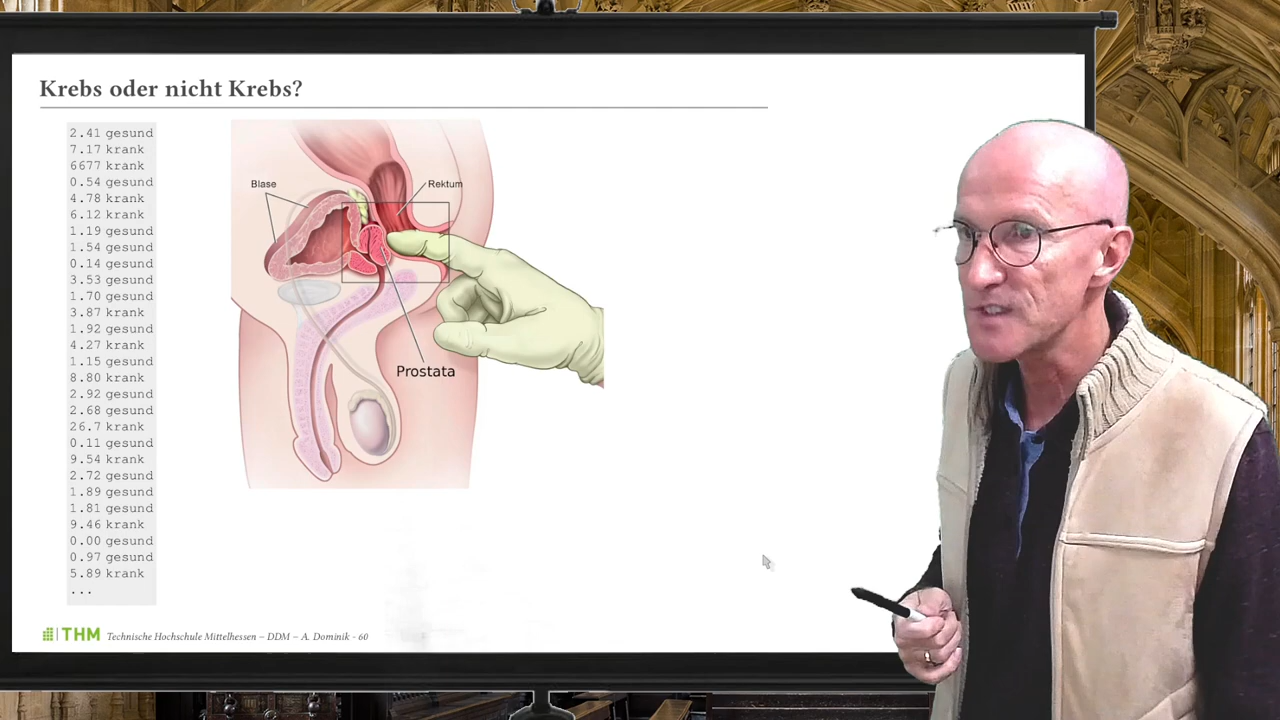 Krebs oder nicht Krebs?
2.41 gesund
7.17 krank
6677 krank
0.54 gesund
4.78 krank
6.12 krank
1.19 gesund
1.54 gesund
0.14 gesund
3.53 gesund
1.70 gesund
3.87 krank
1.92 gesund
4.27 krank
1.15 gesund
8.80 krank
2.92 gesund
2.68 gesund
26.7 krank
0.11 gesund
9.54 krank
2.72 gesund
1.89 gesund
1.81 gesund
9.46 krank
0.00 gesund
0.97 gesund
5.89 krank
...
Blase
Rektum
Prostata
THM Technische Hochschule Mittelhessen – DDM – A. Dominik - 60